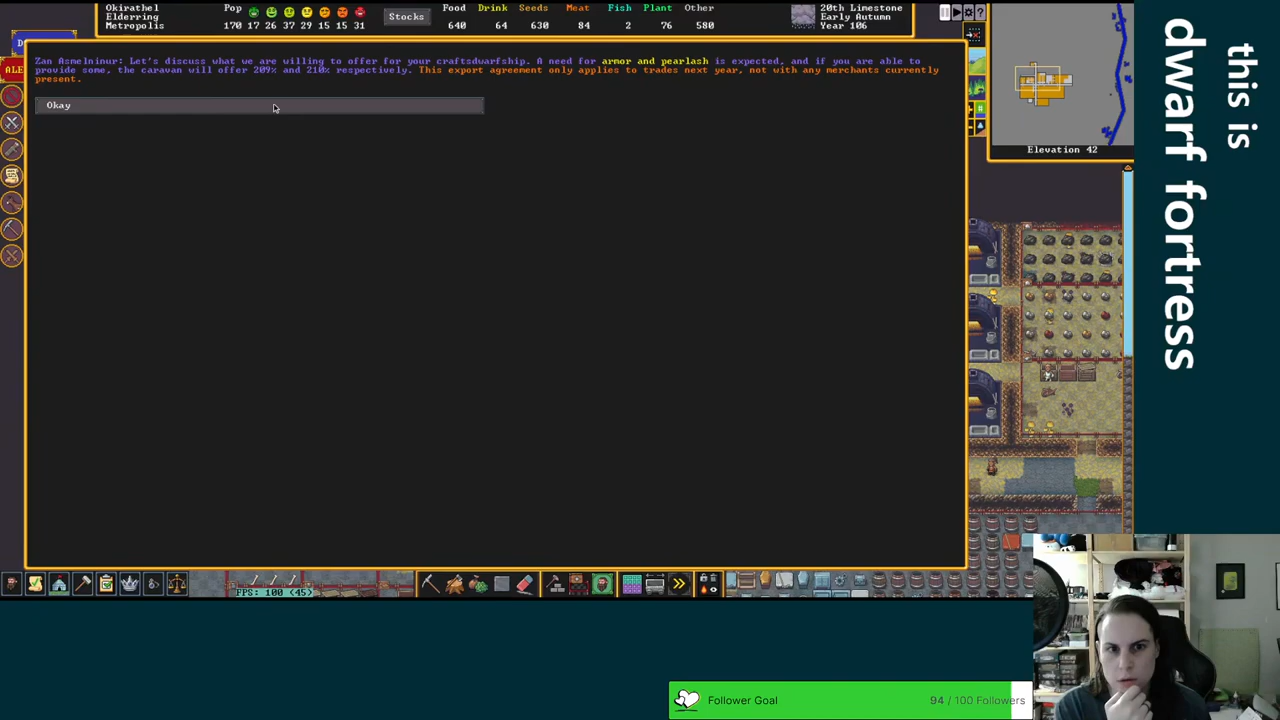 Okirathel
Elderring
Metropolis
Pop
170 17 26 37 29 15 15 31
Stocks
Food Drink Seeds Meat Fish Plant Other
640 64 630 84 2 76 580
20th Limestone
Early Autumn
Year 106
ALE
Zan Asmelninur: Let's discuss what we are willing to offer for your craftsdwarfship. A need for armor and pearlash is expected, and if you are able to
provide some, the caravan will offer 209% and 210% respectively. This export agreement only applies to trades next year, not with any merchants currently
present.
Okay
Elevation 42
this is
dwarf fortress
FPS: 100 (45)
Follower Goal
94 / 100 Followers